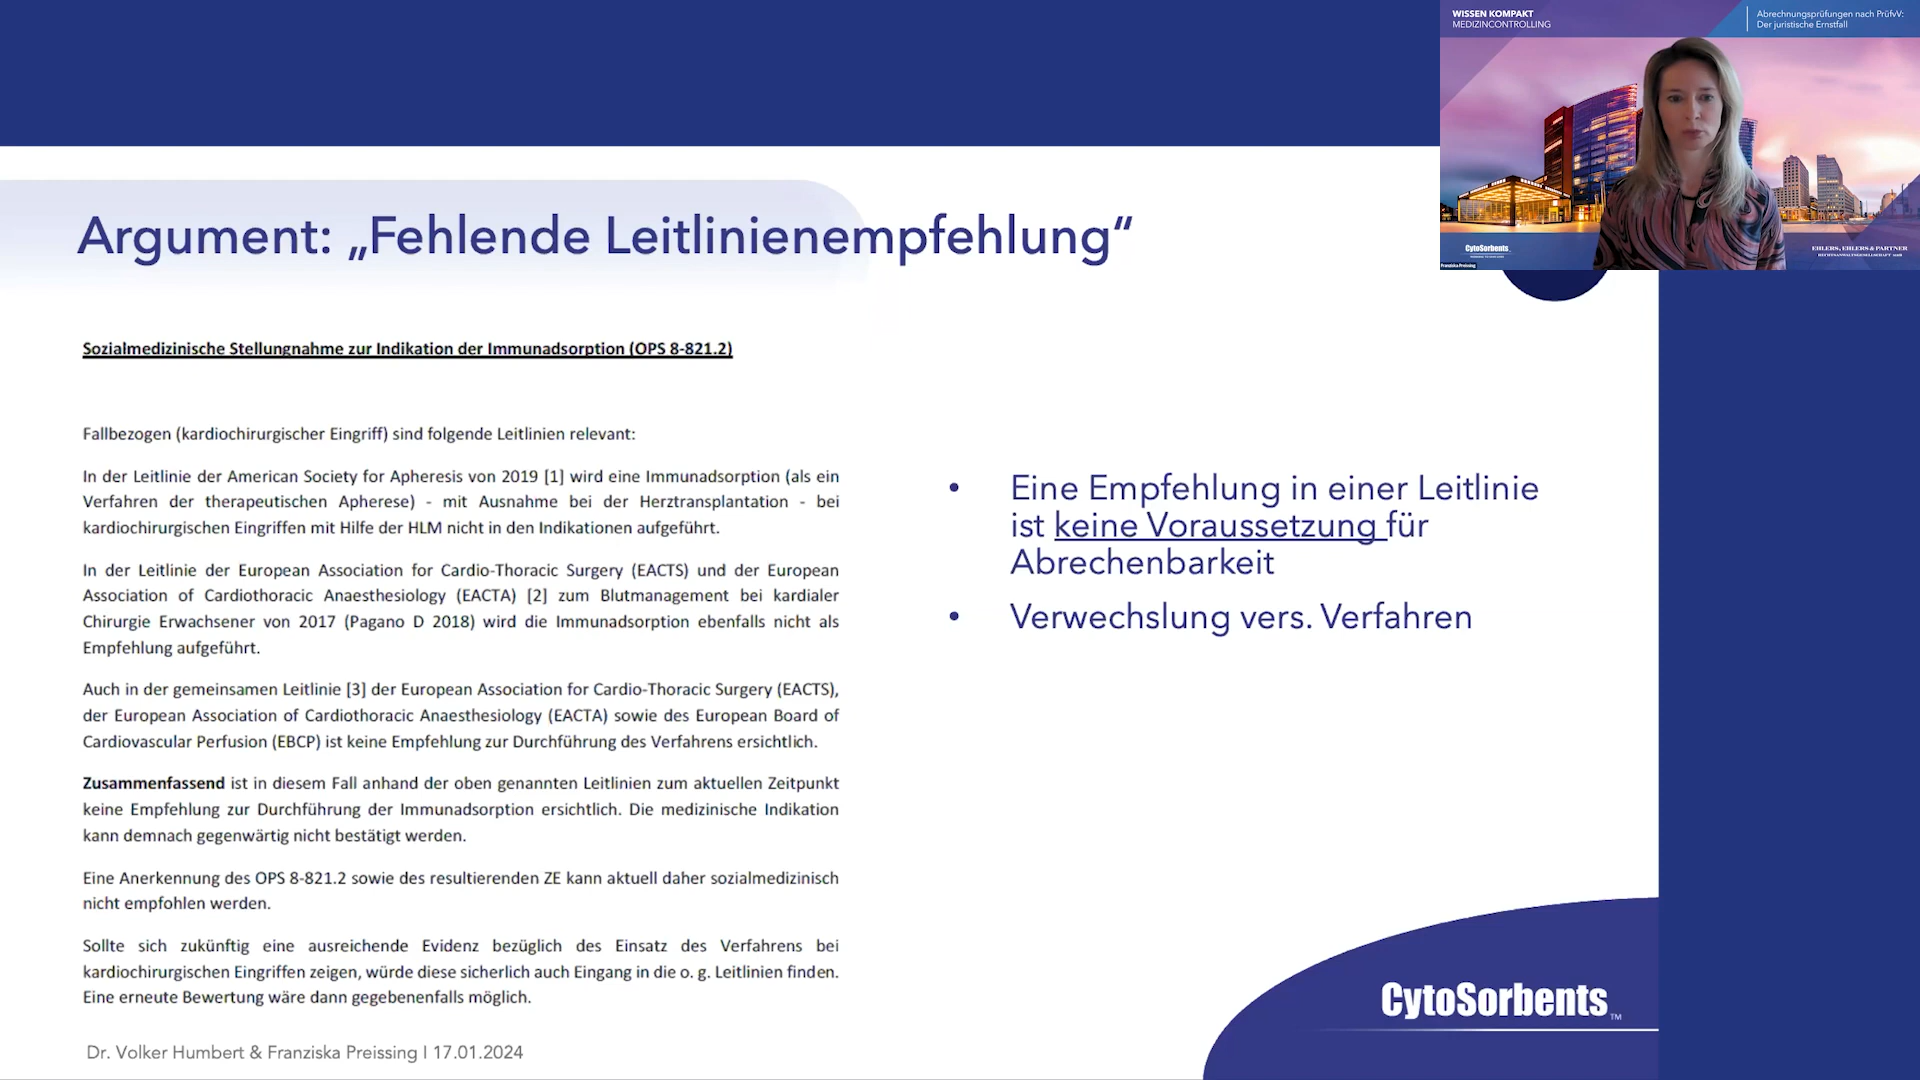 WISSEN KOMPAKT
MEDIZINCONTROLLING
Abrechnungsprüfungen nach PrüfvV:
Der juristische Ernstfall
CytoSorbents
EHLERS, EHLERS & PARTNER
Franziska Preissing
Argument: „Fehlende Leitlinienempfehlung“
Sozialmedizinische Stellungnahme zur Indikation der Immunadsorption (OPS 8-821.2)
Fallbezogen (kardiochirurgischer Eingriff) sind folgende Leitlinien relevant:
In der Leitlinie der American Society for Apheresis von 2019 [1] wird eine Immunadsorption (als ein
Verfahren der therapeutischen Apherese) - mit Ausnahme bei der Herztransplantation - bei
kardiochirurgischen Eingriffen mit Hilfe der HLM nicht in den Indikationen aufgeführt.
In der Leitlinie der European Association for Cardio-Thoracic Surgery (EACTS) und der European
Association of Cardiothoracic Anaesthesiology (EACTA) [2] zum Blutmanagement bei kardialer
Chirurgie Erwachsener von 2017 (Pagano D 2018) wird die Immunadsorption ebenfalls nicht als
Empfehlung aufgeführt.
Auch in der gemeinsamen Leitlinie [3] der European Association for Cardio-Thoracic Surgery (EACTS),
der European Association of Cardiothoracic Anaesthesiology (EACTA) sowie des European Board of
Cardiovascular Perfusion (EBCP) ist keine Empfehlung zur Durchführung des Verfahrens ersichtlich.
Zusammenfassend ist in diesem Fall anhand der oben genannten Leitlinien zum aktuellen Zeitpunkt
keine Empfehlung zur Durchführung der Immunadsorption ersichtlich. Die medizinische Indikation
kann demnach gegenwärtig nicht bestätigt werden.
Eine Anerkennung des OPS 8-821.2 sowie des resultierenden ZE kann aktuell daher sozialmedizinisch
nicht empfohlen werden.
Sollte sich zukünftig eine ausreichende Evidenz bezüglich des Einsatz des Verfahrens bei
kardiochirurgischen Eingriffen zeigen, würde diese sicherlich auch Eingang in die o. g. Leitlinien finden.
Eine erneute Bewertung wäre dann gegebenenfalls möglich.
• Eine Empfehlung in einer Leitlinie
ist keine Voraussetzung für
Abrechenbarkeit
• Verwechslung vers. Verfahren
CytoSorbents™
Dr. Volker Humbert & Franziska Preissing I 17.01.2024